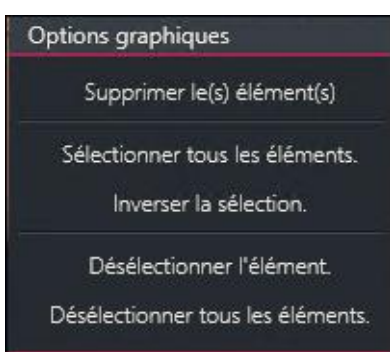 Options graphiques
Supprimer le(s) élément(s)
Sélectionner tous les éléments.
Inverser la sélection.
Désélectionner l'élément.
Désélectionner tous les éléments.